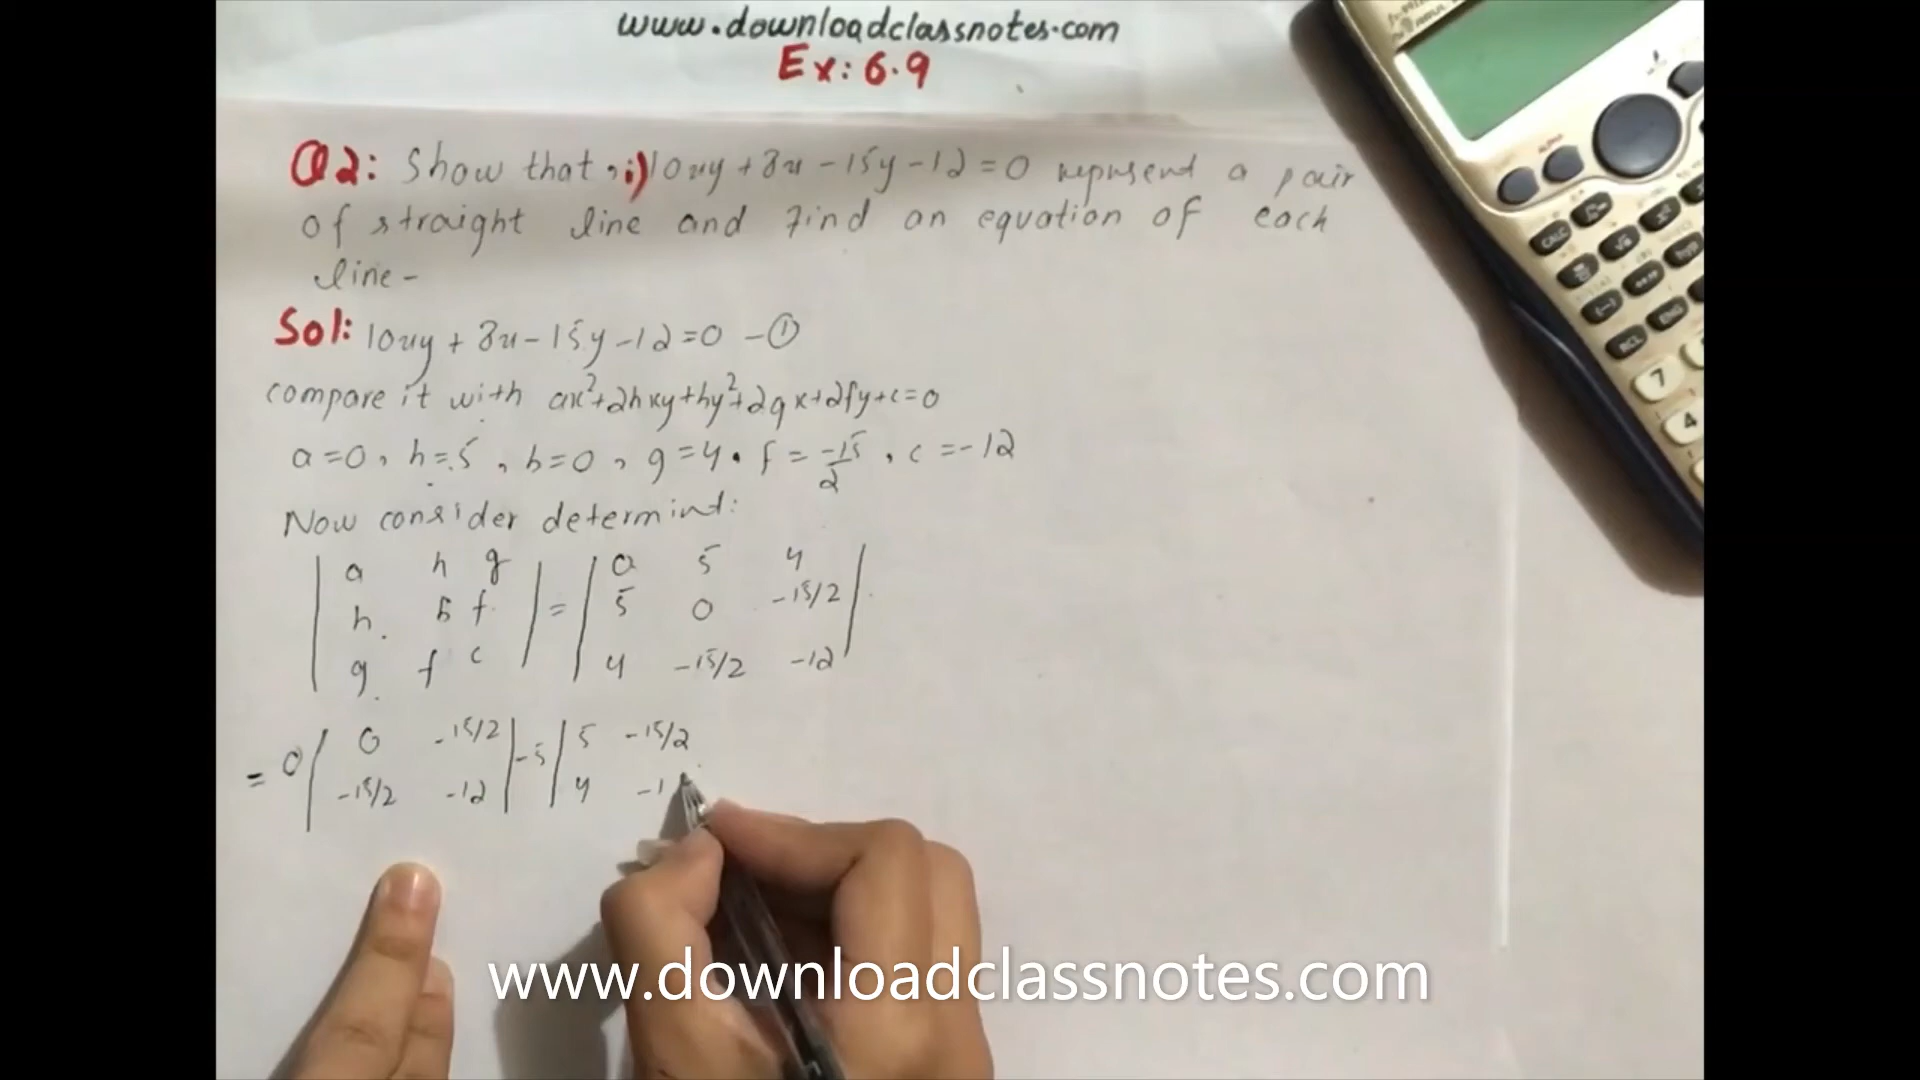 www.downloadclassnotes.com
Ex: 6.9
Q2: Show that, i) 10xy + 8x - 15y - 12 = 0 represent a pair
of straight line and find an equation of each
line-
Sol: 10xy + 8x - 15y - 12 = 0 - ①
compare it with ax²+2hxy+by²+2gx+2fy+c=0
a=0, h=5, b=0, g=4, f=-15/2, c=-12
Now consider determint:
| a h g | = | 0 5 4 |
| h b f | | 5 0 -15/2 |
| g f c | | 4 -15/2 -12 |
= 0 | 0 -15/2 | -5 | 5 -15/2
| -15/2 -12 | | 4 -1
www.downloadclassnotes.com